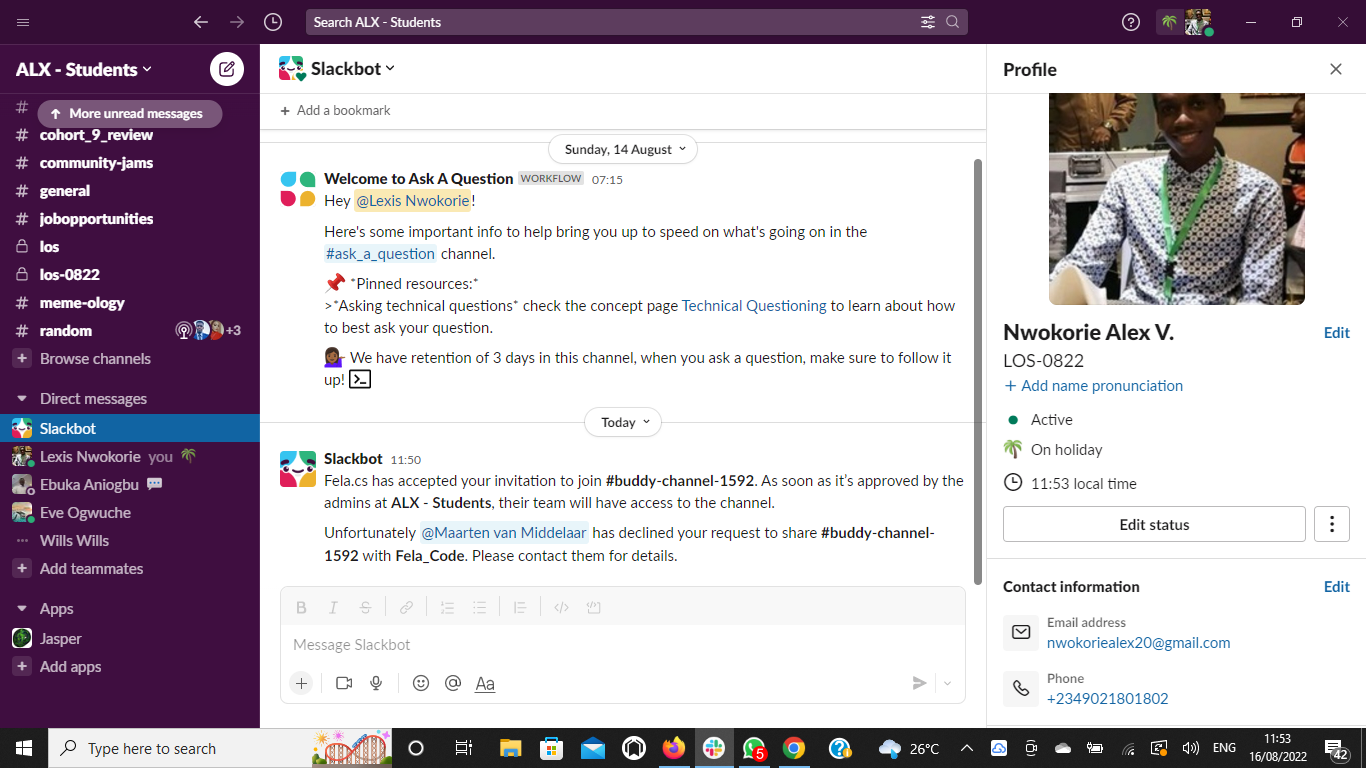 Search ALX - Students
ALX - Students
More unread messages
# cohort_9_review
# community-jams
# general
# jobopportunities
los
los-0822
# meme-ology
# random +3
+ Browse channels
Direct messages
Slackbot
Lexis Nwokorie you
Ebuka Aniogbu
Eve Ogwuche
Wills Wills
+ Add teammates
Apps
Jasper
+ Add apps
Slackbot
+ Add a bookmark
Sunday, 14 August
Welcome to Ask A Question WORKFLOW 07:15
Hey @Lexis Nwokorie!
Here's some important info to help bring you up to speed on what's going on in the
#ask_a_question channel.
*Pinned resources:*
>*Asking technical questions* check the concept page Technical Questioning to learn about how
to best ask your question.
We have retention of 3 days in this channel, when you ask a question, make sure to follow it
up!
Today
Slackbot 11:50
Fela.cs has accepted your invitation to join #buddy-channel-1592. As soon as it's approved by the
admins at ALX - Students, their team will have access to the channel.
Unfortunately @Maarten van Middelaar has declined your request to share #buddy-channel-
1592 with Fela_Code. Please contact them for details.
B I S
Message Slackbot
+ @ Aa
Profile
Nwokorie Alex V. Edit
LOS-0822
+ Add name pronunciation
Active
On holiday
11:53 local time
Edit status
Contact information Edit
Email address
nwokoriealex20@gmail.com
Phone
+2349021801802
Type here to search
5
26°C
ENG
11:53
16/08/2022
42